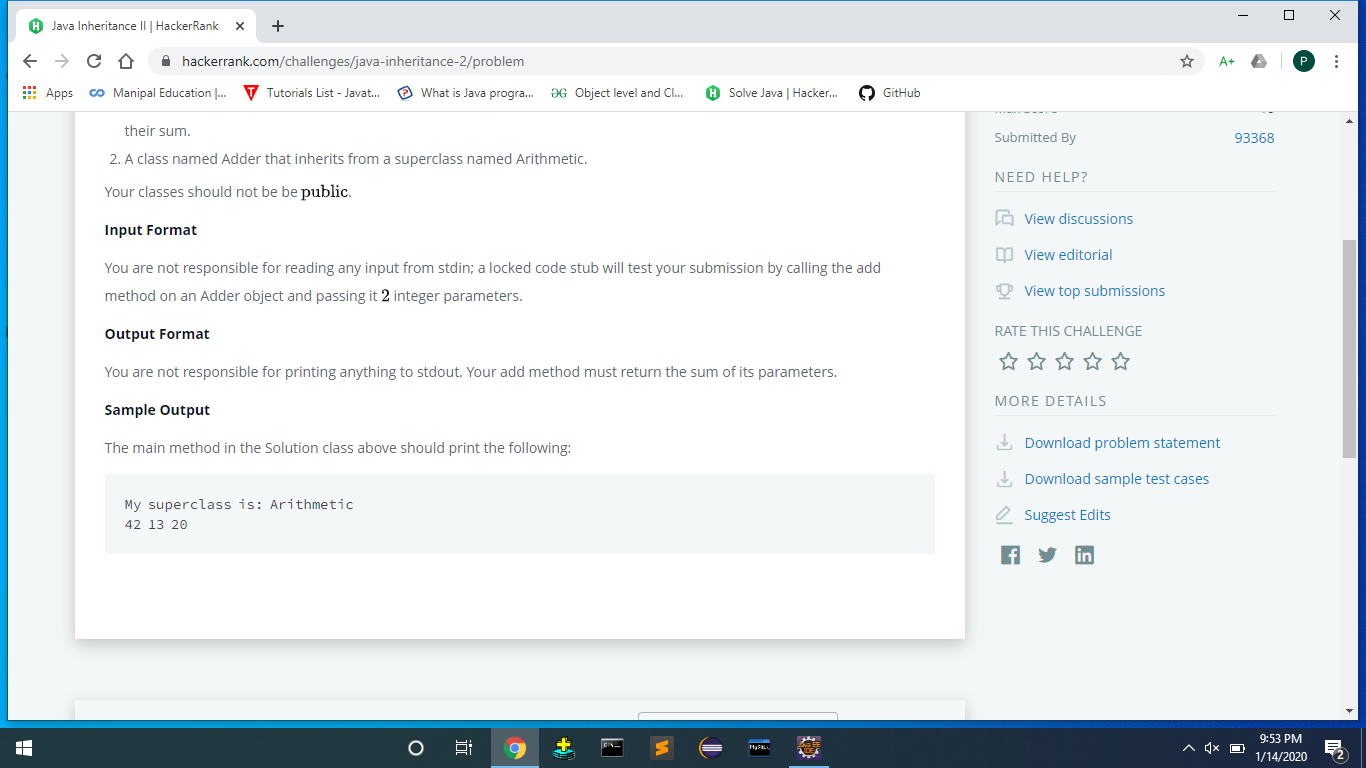 Java Inheritance II | HackerRank
hackerrank.com/challenges/java-inheritance-2/problem
A+
P
Apps
Manipal Education |...
Tutorials List - Javat...
What is Java progra...
Object level and Cl...
Solve Java | Hacker...
GitHub
their sum.
2. A class named Adder that inherits from a superclass named Arithmetic.
Your classes should not be be public.
Input Format
You are not responsible for reading any input from stdin; a locked code stub will test your submission by calling the add
method on an Adder object and passing it 2 integer parameters.
Output Format
You are not responsible for printing anything to stdout. Your add method must return the sum of its parameters.
Sample Output
The main method in the Solution class above should print the following:
My superclass is: Arithmetic
42 13 20
Submitted By 93368
NEED HELP?
View discussions
View editorial
View top submissions
RATE THIS CHALLENGE
MORE DETAILS
Download problem statement
Download sample test cases
Suggest Edits
9:53 PM
1/14/2020
2